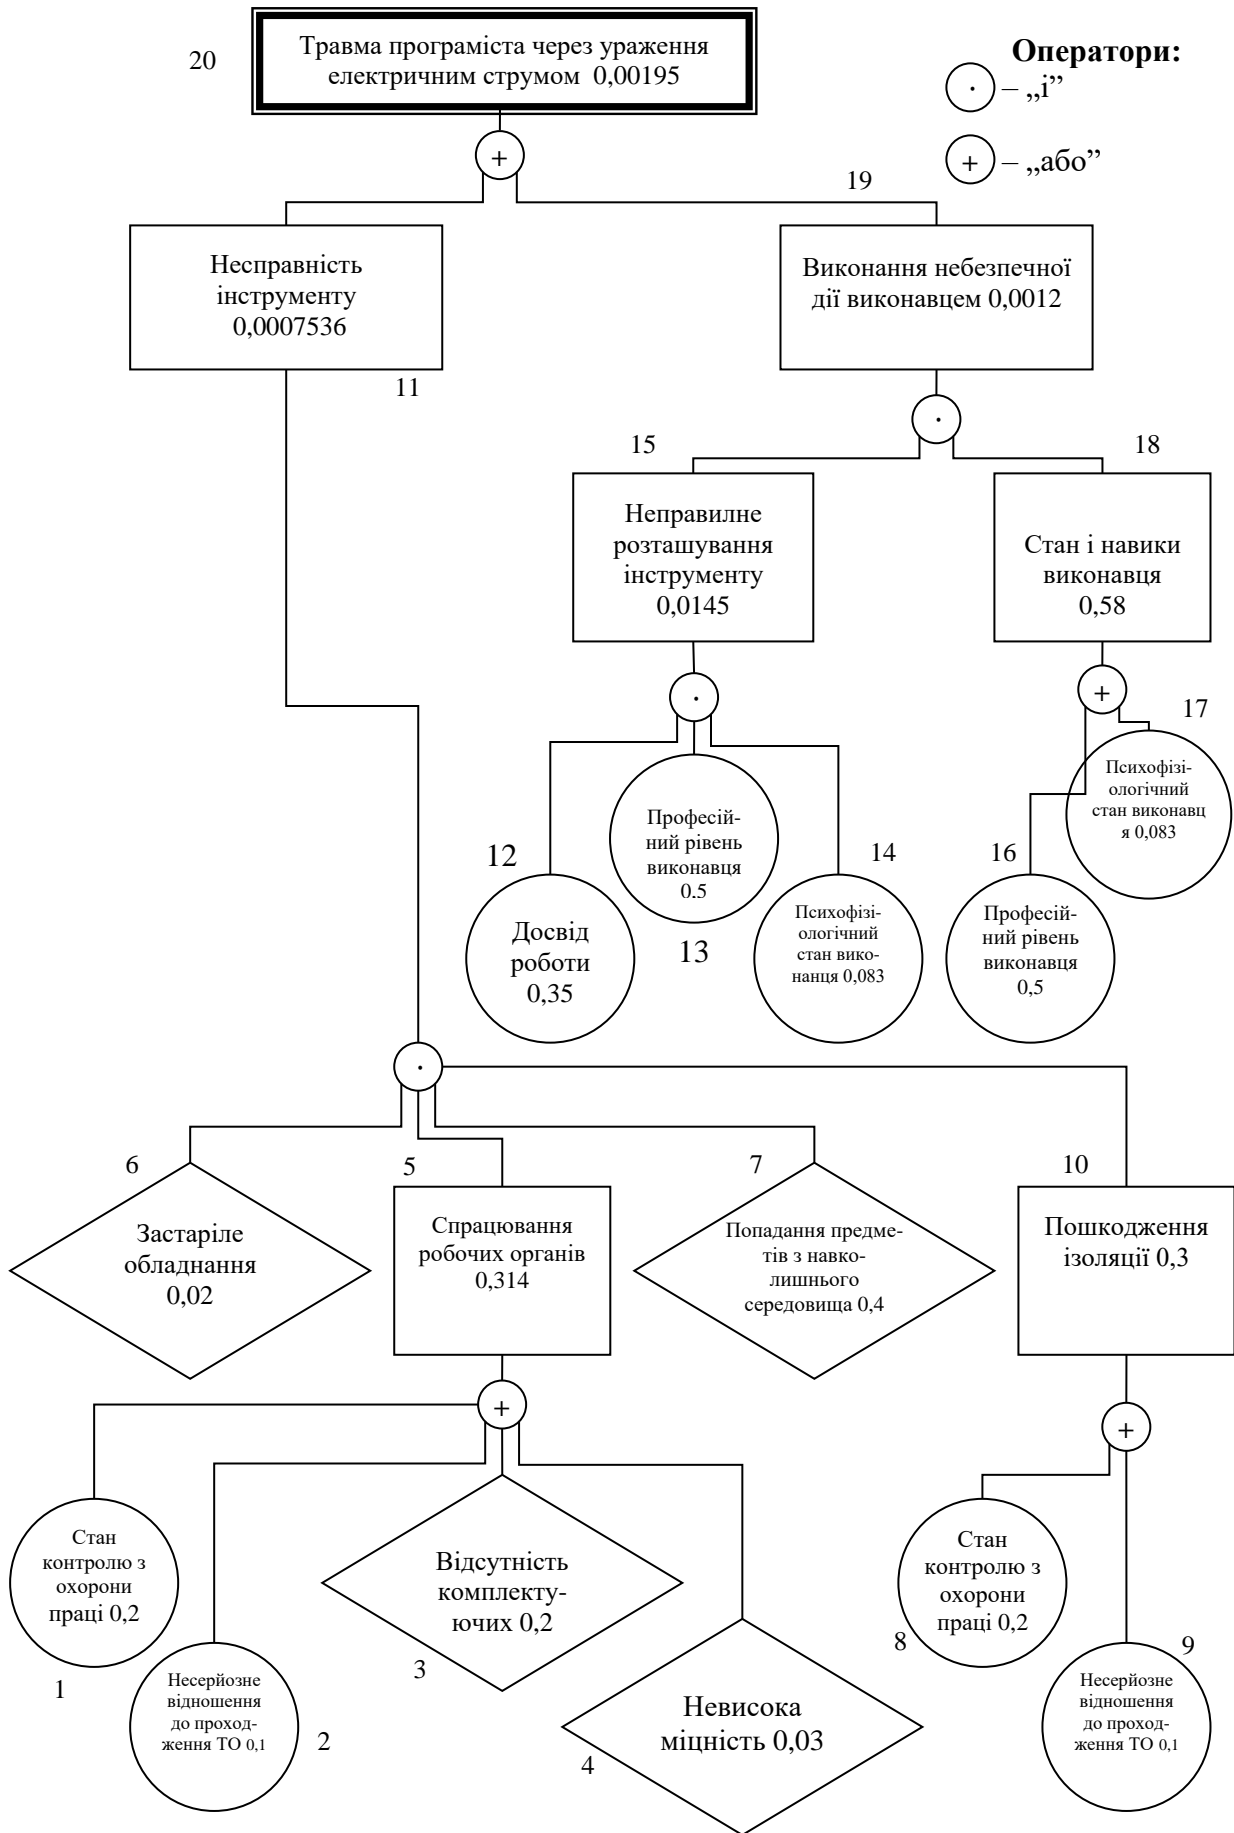 20
Травма програміста через ураження
електричним струмом 0,00195
Оператори:
· – „і”
+ – „або”
+
19
Несправність
інструменту
0,0007536
11
Виконання небезпечної
дії виконавцем 0,0012
·
15
18
Неправилне
розташування
інструменту
0,0145
Стан і навики
виконавця
0,58
·
+
17
Психофізі-
ологічний
стан виконавц
я 0,083
Професій-
ний рівень
виконавця
0.5
12
14
16
Досвід
роботи
0,35
13
Психофізі-
ологічний
стан вико-
нанця 0,083
Професій-
ний рівень
виконавця
0,5
·
6
5
7
10
Застаріле
обладнання
0,02
Спрацювання
робочих органів
0,314
Попадання предме-
тів з навко-
лишнього
середовища 0,4
Пошкодження
ізоляції 0,3
+
+
Стан
контролю з
охорони
праці 0,2
1
Несерйозне
відношення
до проход-
ження ТО 0,1
2
Відсутність
комплекту-
ючих 0,2
3
Невисока
міцність 0,03
4
Стан
контролю з
охорони
праці 0,2
8
9
Несерйозне
відношення
до проход-
ження ТО 0,1